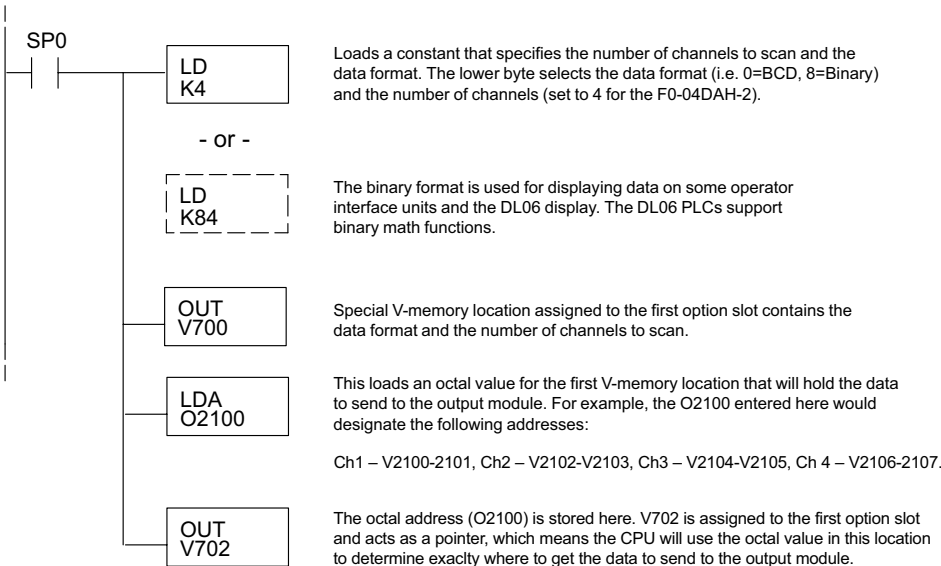 SP0
LD
K4
Loads a constant that specifies the number of channels to scan and the
data format. The lower byte selects the data format (i.e. 0=BCD, 8=Binary)
and the number of channels (set to 4 for the F0-04DAH-2).
- or -
LD
K84
The binary format is used for displaying data on some operator
interface units and the DL06 display. The DL06 PLCs support
binary math functions.
OUT
V700
Special V-memory location assigned to the first option slot contains the
data format and the number of channels to scan.
LDA
O2100
This loads an octal value for the first V-memory location that will hold the data
to send to the output module. For example, the O2100 entered here would
designate the following addresses:
Ch1 – V2100-2101, Ch2 – V2102-V2103, Ch3 – V2104-V2105, Ch 4 – V2106-2107.
OUT
V702
The octal address (O2100) is stored here. V702 is assigned to the first option slot
and acts as a pointer, which means the CPU will use the octal value in this location
to determine exaclty where to get the data to send to the output module.